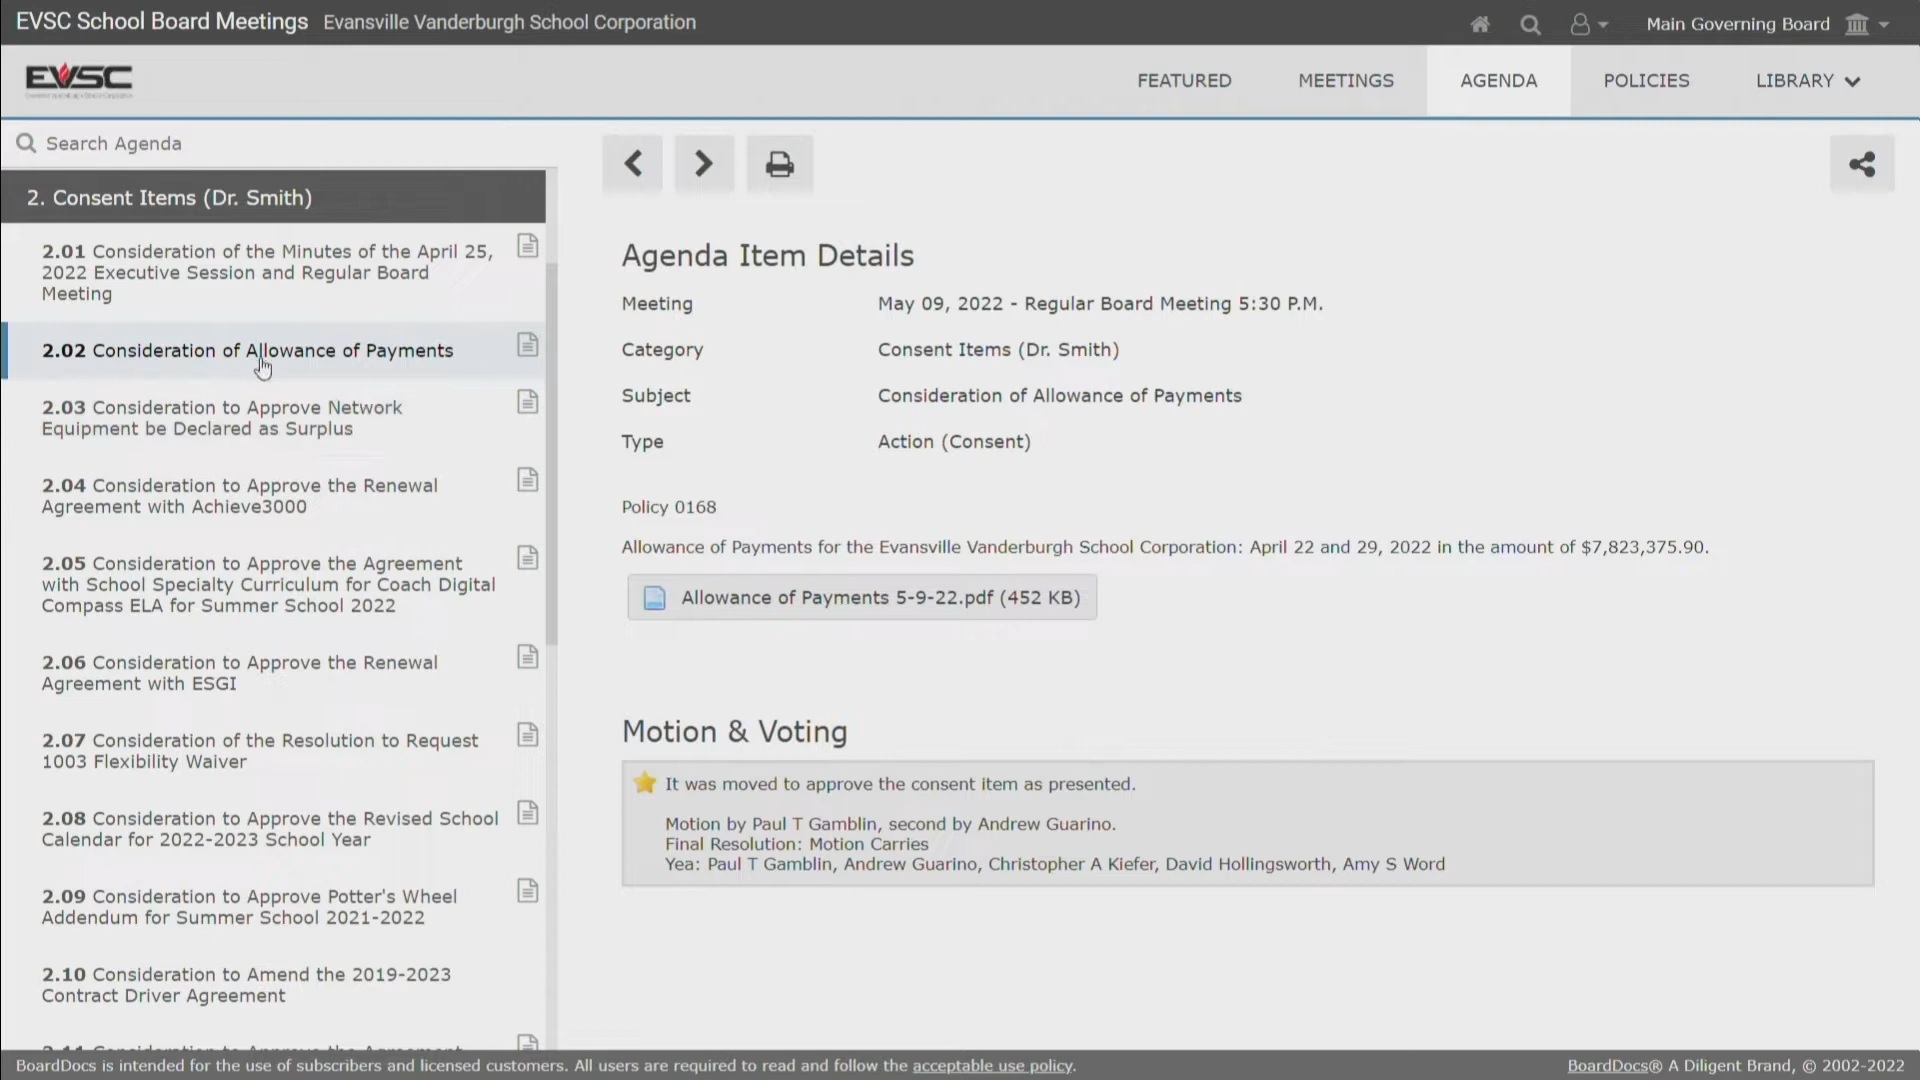 EVSC School Board Meetings Evansville Vanderburgh School Corporation
Main Governing Board
EVSC
FEATURED MEETINGS AGENDA POLICIES LIBRARY
Search Agenda
2. Consent Items (Dr. Smith)
2.01 Consideration of the Minutes of the April 25,
2022 Executive Session and Regular Board
Meeting
2.02 Consideration of Allowance of Payments
2.03 Consideration to Approve Network
Equipment be Declared as Surplus
2.04 Consideration to Approve the Renewal
Agreement with Achieve3000
2.05 Consideration to Approve the Agreement
with School Specialty Curriculum for Coach Digital
Compass ELA for Summer School 2022
2.06 Consideration to Approve the Renewal
Agreement with ESGI
2.07 Consideration of the Resolution to Request
1003 Flexibility Waiver
2.08 Consideration to Approve the Revised School
Calendar for 2022-2023 School Year
2.09 Consideration to Approve Potter's Wheel
Addendum for Summer School 2021-2022
2.10 Consideration to Amend the 2019-2023
Contract Driver Agreement
2.11 Consideration to Approve the Agreement
Agenda Item Details
Meeting May 09, 2022 - Regular Board Meeting 5:30 P.M.
Category Consent Items (Dr. Smith)
Subject Consideration of Allowance of Payments
Type Action (Consent)
Policy 0168
Allowance of Payments for the Evansville Vanderburgh School Corporation: April 22 and 29, 2022 in the amount of $7,823,375.90.
Allowance of Payments 5-9-22.pdf (452 KB)
Motion & Voting
It was moved to approve the consent item as presented.
Motion by Paul T Gamblin, second by Andrew Guarino.
Final Resolution: Motion Carries
Yea: Paul T Gamblin, Andrew Guarino, Christopher A Kiefer, David Hollingsworth, Amy S Word
BoardDocs is intended for the use of subscribers and licensed customers. All users are required to read and follow the acceptable use policy.
BoardDocs® A Diligent Brand, © 2002-2022